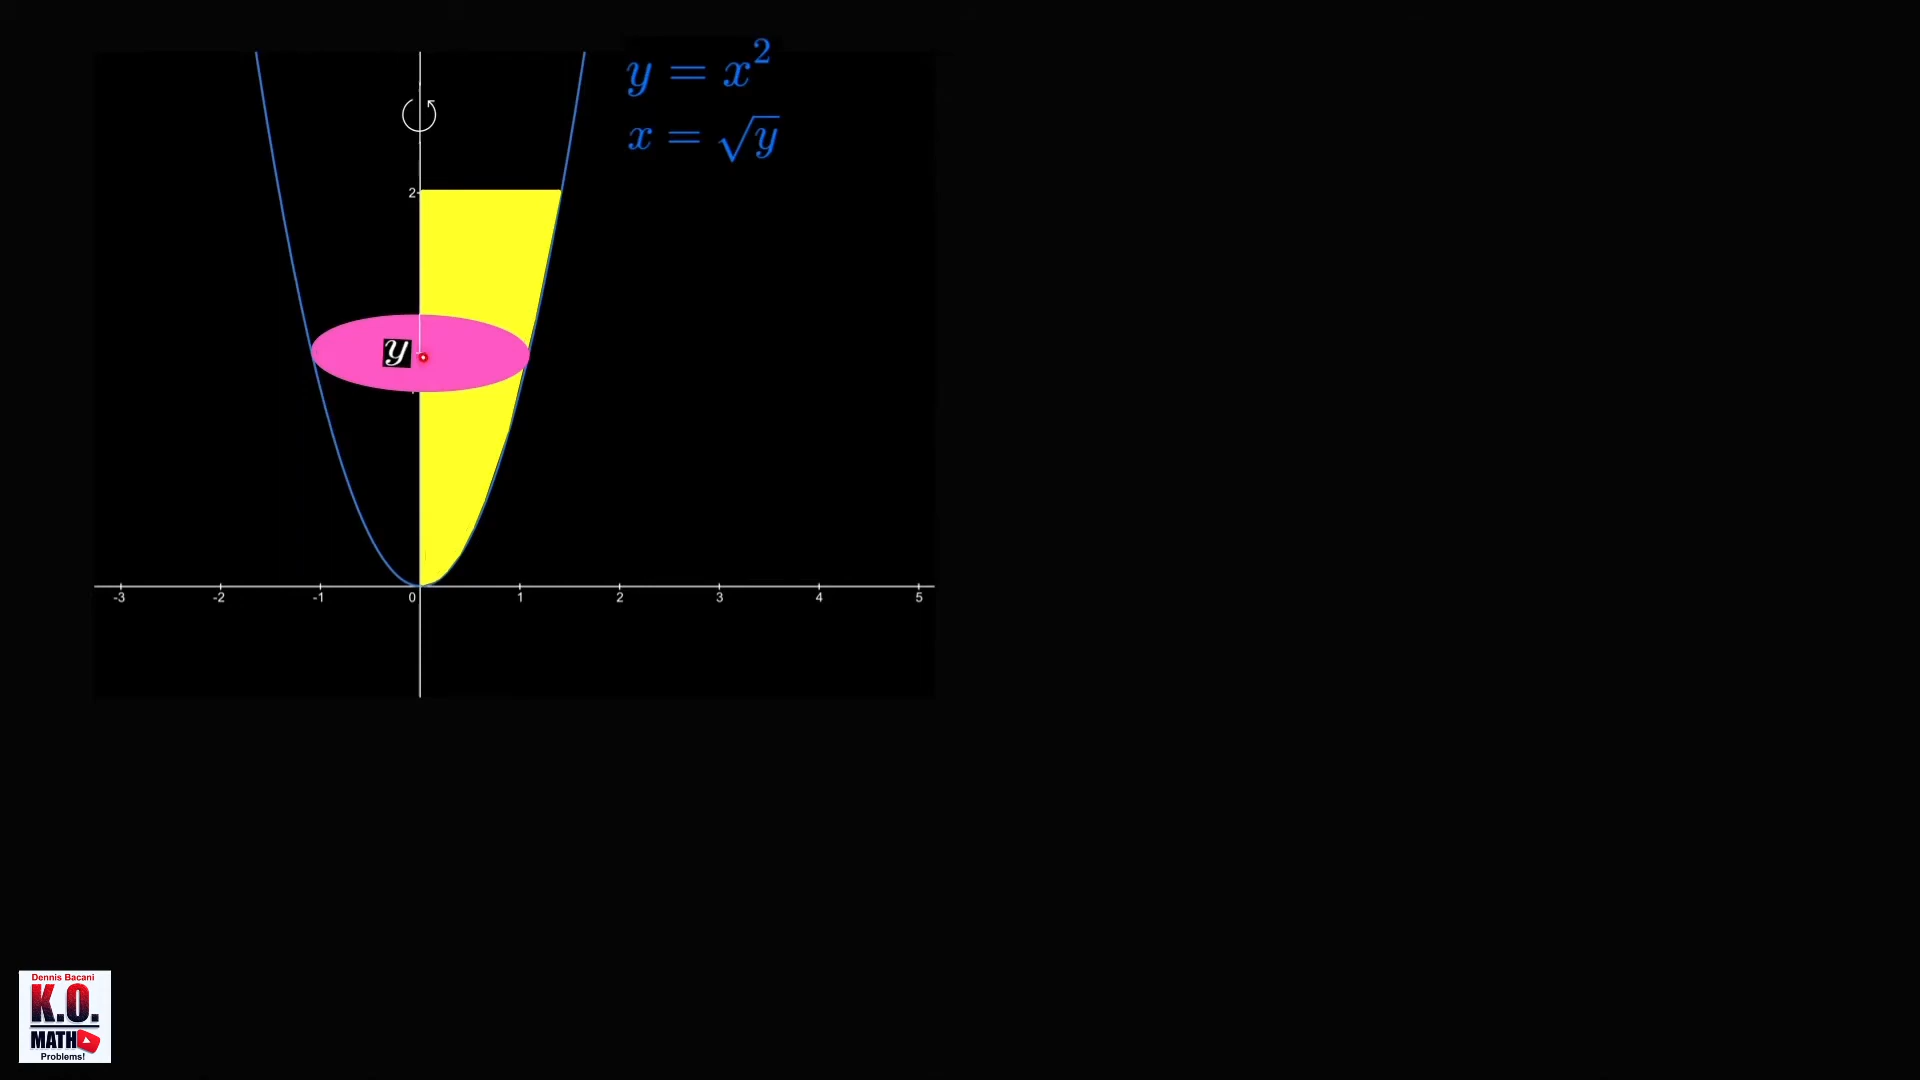 y = x²
x = √y
2
y
-3 -2 -1 0 1 2 3 4 5
Dennis Bacani
K.O.
MATH
Problems!